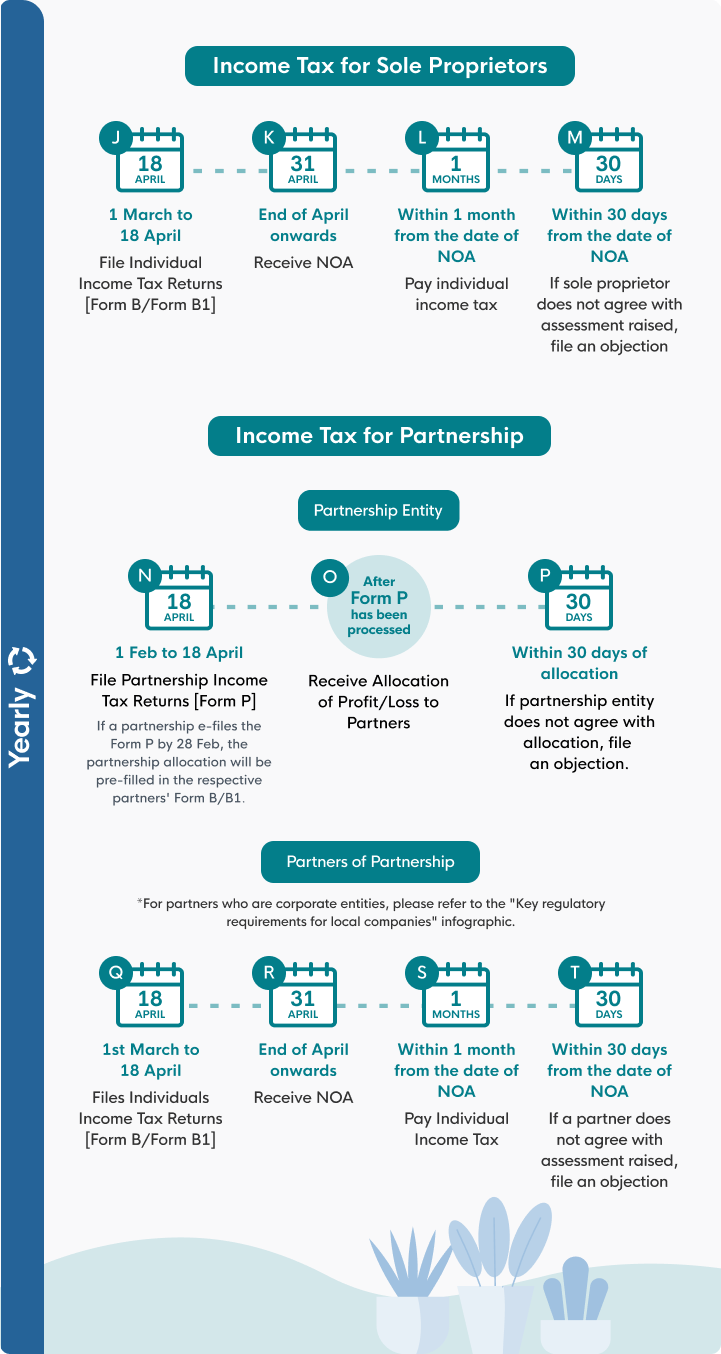 Yearly
Income Tax for Sole Proprietors
J
18
APRIL
1 March to
18 April
File Individual
Income Tax Returns
[Form B/Form B1]
K
31
APRIL
End of April
onwards
Receive NOA
L
1
MONTHS
Within 1 month
from the date of
NOA
Pay individual
income tax
M
30
DAYS
Within 30 days
from the date of
NOA
If sole proprietor
does not agree with
assessment raised,
file an objection
Income Tax for Partnership
Partnership Entity
N
18
APRIL
1 Feb to 18 April
File Partnership Income
Tax Returns [Form P]
If a partnership e-files the
Form P by 28 Feb, the
partnership allocation will be
pre-filled in the respective
partners' Form B/B1.
O
After
Form P
has been
processed
Receive Allocation
of Profit/Loss to
Partners
P
30
DAYS
Within 30 days of
allocation
If partnership entity
does not agree with
allocation, file
an objection.
Partners of Partnership
*For partners who are corporate entities, please refer to the "Key regulatory
requirements for local companies" infographic.
Q
18
APRIL
1st March to
18 April
Files Individuals
Income Tax Returns
[Form B/Form B1]
R
31
APRIL
End of April
onwards
Receive NOA
S
1
MONTHS
Within 1 month
from the date of
NOA
Pay Individual
Income Tax
T
30
DAYS
Within 30 days
from the date of
NOA
If a partner does
not agree with
assessment raised,
file an objection